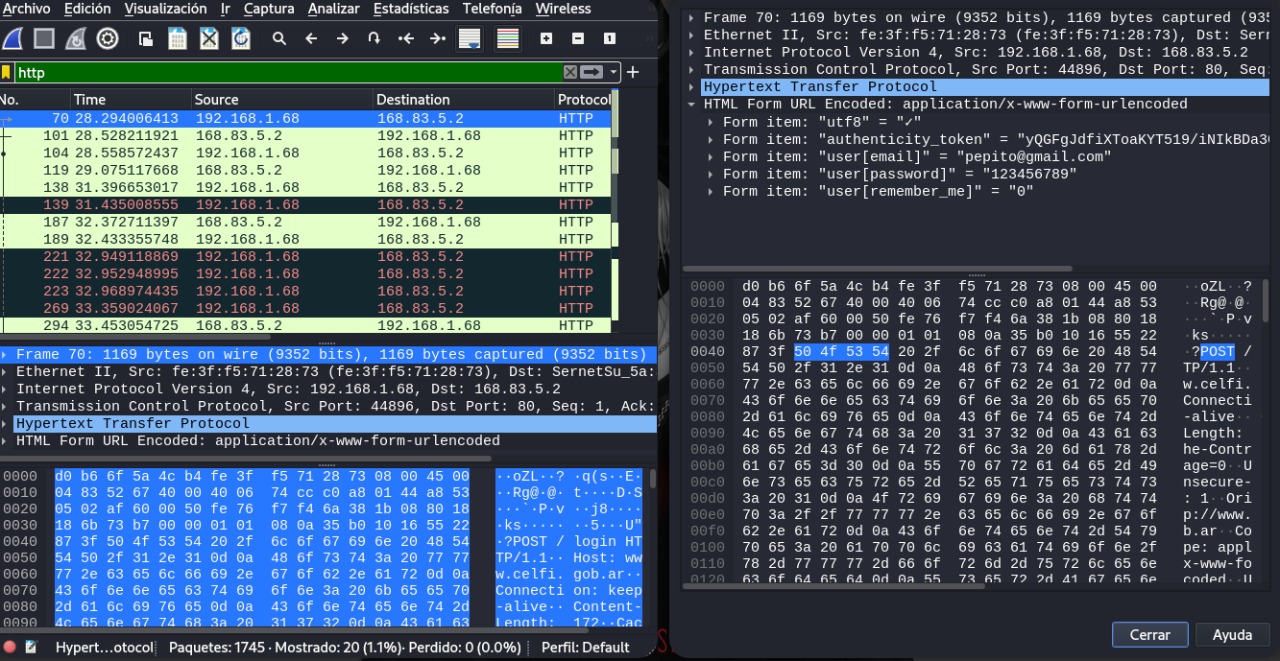 Archivo Edición Visualización Ir Captura Analizar Estadísticas Telefonía Wireless
http
No. Time Source Destination Protocol
70 28.294006413 192.168.1.68 168.83.5.2 HTTP
101 28.528211921 168.83.5.2 192.168.1.68 HTTP
104 28.558572437 192.168.1.68 168.83.5.2 HTTP
119 29.075117668 168.83.5.2 192.168.1.68 HTTP
138 31.396653017 192.168.1.68 168.83.5.2 HTTP
139 31.435008555 192.168.1.68 168.83.5.2 HTTP
187 32.372711397 168.83.5.2 192.168.1.68 HTTP
189 32.433355748 192.168.1.68 168.83.5.2 HTTP
221 32.949118869 192.168.1.68 168.83.5.2 HTTP
222 32.952948995 192.168.1.68 168.83.5.2 HTTP
223 32.968974435 192.168.1.68 168.83.5.2 HTTP
269 33.359024067 192.168.1.68 168.83.5.2 HTTP
294 33.453054725 168.83.5.2 192.168.1.68 HTTP
Frame 70: 1169 bytes on wire (9352 bits), 1169 bytes captured (9352 bits)
Ethernet II, Src: fe:3f:f5:71:28:73 (fe:3f:f5:71:28:73), Dst: SernetSu_5a:
Internet Protocol Version 4, Src: 192.168.1.68, Dst: 168.83.5.2
Transmission Control Protocol, Src Port: 44896, Dst Port: 80, Seq: 1, Ack:
Hypertext Transfer Protocol
HTML Form URL Encoded: application/x-www-form-urlencoded
0000 d0 b6 6f 5a 4c b4 fe 3f f5 71 28 73 08 00 45 00 ··oZL··? ·q(s··E·
0010 04 83 52 67 40 00 40 06 74 cc c0 a8 01 44 a8 53 ··Rg@·@· t····D·S
0020 05 02 af 60 00 50 fe 76 f7 f4 6a 38 1b 08 80 18 ···`·P·v ··j8····
0030 18 6b 73 b7 00 00 01 01 08 0a 35 b0 10 16 55 22 ·ks····· ··5···U"
0040 87 3f 50 4f 53 54 20 2f 6c 6f 67 69 6e 20 48 54 ·?POST / login HT
0050 54 50 2f 31 2e 31 0d 0a 48 6f 73 74 3a 20 77 77 TP/1.1·· Host: ww
0060 77 2e 63 65 6c 66 69 2e 67 6f 62 2e 61 72 0d 0a w.celfi. gob.ar··
0070 43 6f 6e 6e 65 63 74 69 6f 6e 3a 20 6b 65 65 70 Connecti on: keep
0080 2d 61 6c 69 76 65 0d 0a 43 6f 6e 74 65 6e 74 2d -alive·· Content-
0090 4c 65 6e 67 74 68 3a 20 31 37 32 0d 0a 43 61 63 Length: 172··Cac
Hypert…otocol Paquetes: 1745 · Mostrado: 20 (1.1%)· Perdido: 0 (0.0%) Perfil: Default
Frame 70: 1169 bytes on wire (9352 bits), 1169 bytes captured (935
Ethernet II, Src: fe:3f:f5:71:28:73 (fe:3f:f5:71:28:73), Dst: Sern
Internet Protocol Version 4, Src: 192.168.1.68, Dst: 168.83.5.2
Transmission Control Protocol, Src Port: 44896, Dst Port: 80, Seq:
Hypertext Transfer Protocol
HTML Form URL Encoded: application/x-www-form-urlencoded
Form item: "utf8" = "✓"
Form item: "authenticity_token" = "yQGFgJdfiXToaKYT519/iNIkBDa3
Form item: "user[email]" = "pepito@gmail.com"
Form item: "user[password]" = "123456789"
Form item: "user[remember_me]" = "0"
0000 d0 b6 6f 5a 4c b4 fe 3f f5 71 28 73 08 00 45 00 ··oZL··?
0010 04 83 52 67 40 00 40 06 74 cc c0 a8 01 44 a8 53 ··Rg@·@·
0020 05 02 af 60 00 50 fe 76 f7 f4 6a 38 1b 08 80 18 ···`·P·v
0030 18 6b 73 b7 00 00 01 01 08 0a 35 b0 10 16 55 22 ·ks·····
0040 87 3f 50 4f 53 54 20 2f 6c 6f 67 69 6e 20 48 54 ·?POST /
0050 54 50 2f 31 2e 31 0d 0a 48 6f 73 74 3a 20 77 77 TP/1.1··
0060 77 2e 63 65 6c 66 69 2e 67 6f 62 2e 61 72 0d 0a w.celfi.
0070 43 6f 6e 6e 65 63 74 69 6f 6e 3a 20 6b 65 65 70 Connecti
0080 2d 61 6c 69 76 65 0d 0a 43 6f 6e 74 65 6e 74 2d -alive··
0090 4c 65 6e 67 74 68 3a 20 31 37 32 0d 0a 43 61 63 Length:
00a0 68 65 2d 43 6f 6e 74 72 6f 6c 3a 20 6d 61 78 2d he-Contr
00b0 61 67 65 3d 30 0d 0a 55 70 67 72 61 64 65 2d 49 age=0··U
00c0 6e 73 65 63 75 72 65 2d 52 65 71 75 65 73 74 73 nsecure-
00d0 3a 20 31 0d 0a 4f 72 69 67 69 6e 3a 20 68 74 74 : 1··Ori
00e0 70 3a 2f 2f 77 77 77 2e 63 65 6c 66 69 2e 67 6f p://www.
00f0 62 2e 61 72 0d 0a 43 6f 6e 74 65 6e 74 2d 54 79 b.ar··Co
0100 70 65 3a 20 61 70 70 6c 69 63 61 74 69 6f 6e 2f pe: appl
0110 78 2d 77 77 77 2d 66 6f 72 6d 2d 75 72 6c 65 6e x-www-fo
0120 63 6f 64 65 64 0d 0a 55 73 65 72 2d 41 67 65 6e coded··U
Cerrar Ayuda